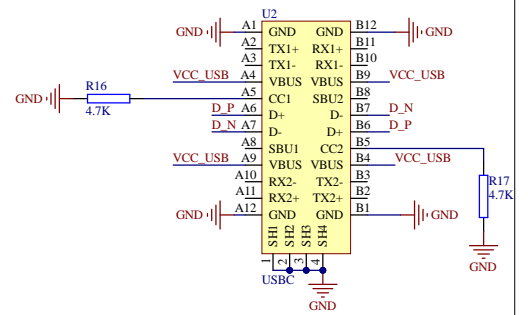 U2
GND A1 GND GND B12 GND
A2 TX1+ RX1+ B11
A3 TX1- RX1- B10
VCC_USB A4 VBUS VBUS B9 VCC_USB
R16 A5 CC1 SBU2 B8
GND
4.7K
D_P A6 D+ D- B7 D_N
D_N A7 D- D+ B6 D_P
A8 SBU1 CC2 B5
VCC_USB A9 VBUS VBUS B4 VCC_USB
A10 RX2- TX2- B3
R17
4.7K
A11 RX2+ TX2+ B2
GND A12 GND GND B1 GND
SH1 SH2 SH3 SH4
1 2 3 4
USBC
GND
GND